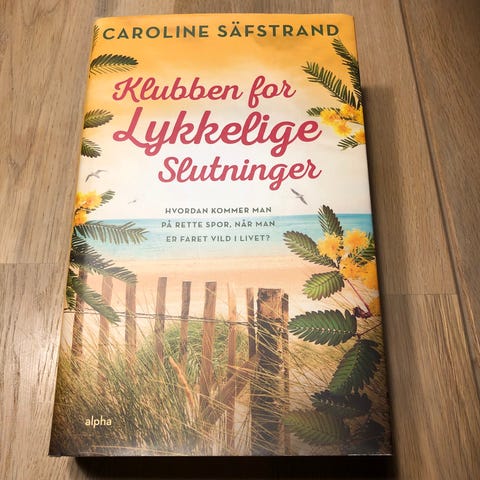 CAROLINE SÄFSTRAND
Klubben for
Lykkelige
Slutninger
HVORDAN KOMMER MAN
PÅ RETTE SPOR, NÅR MAN
ER FARET VILD I LIVET?
alpha